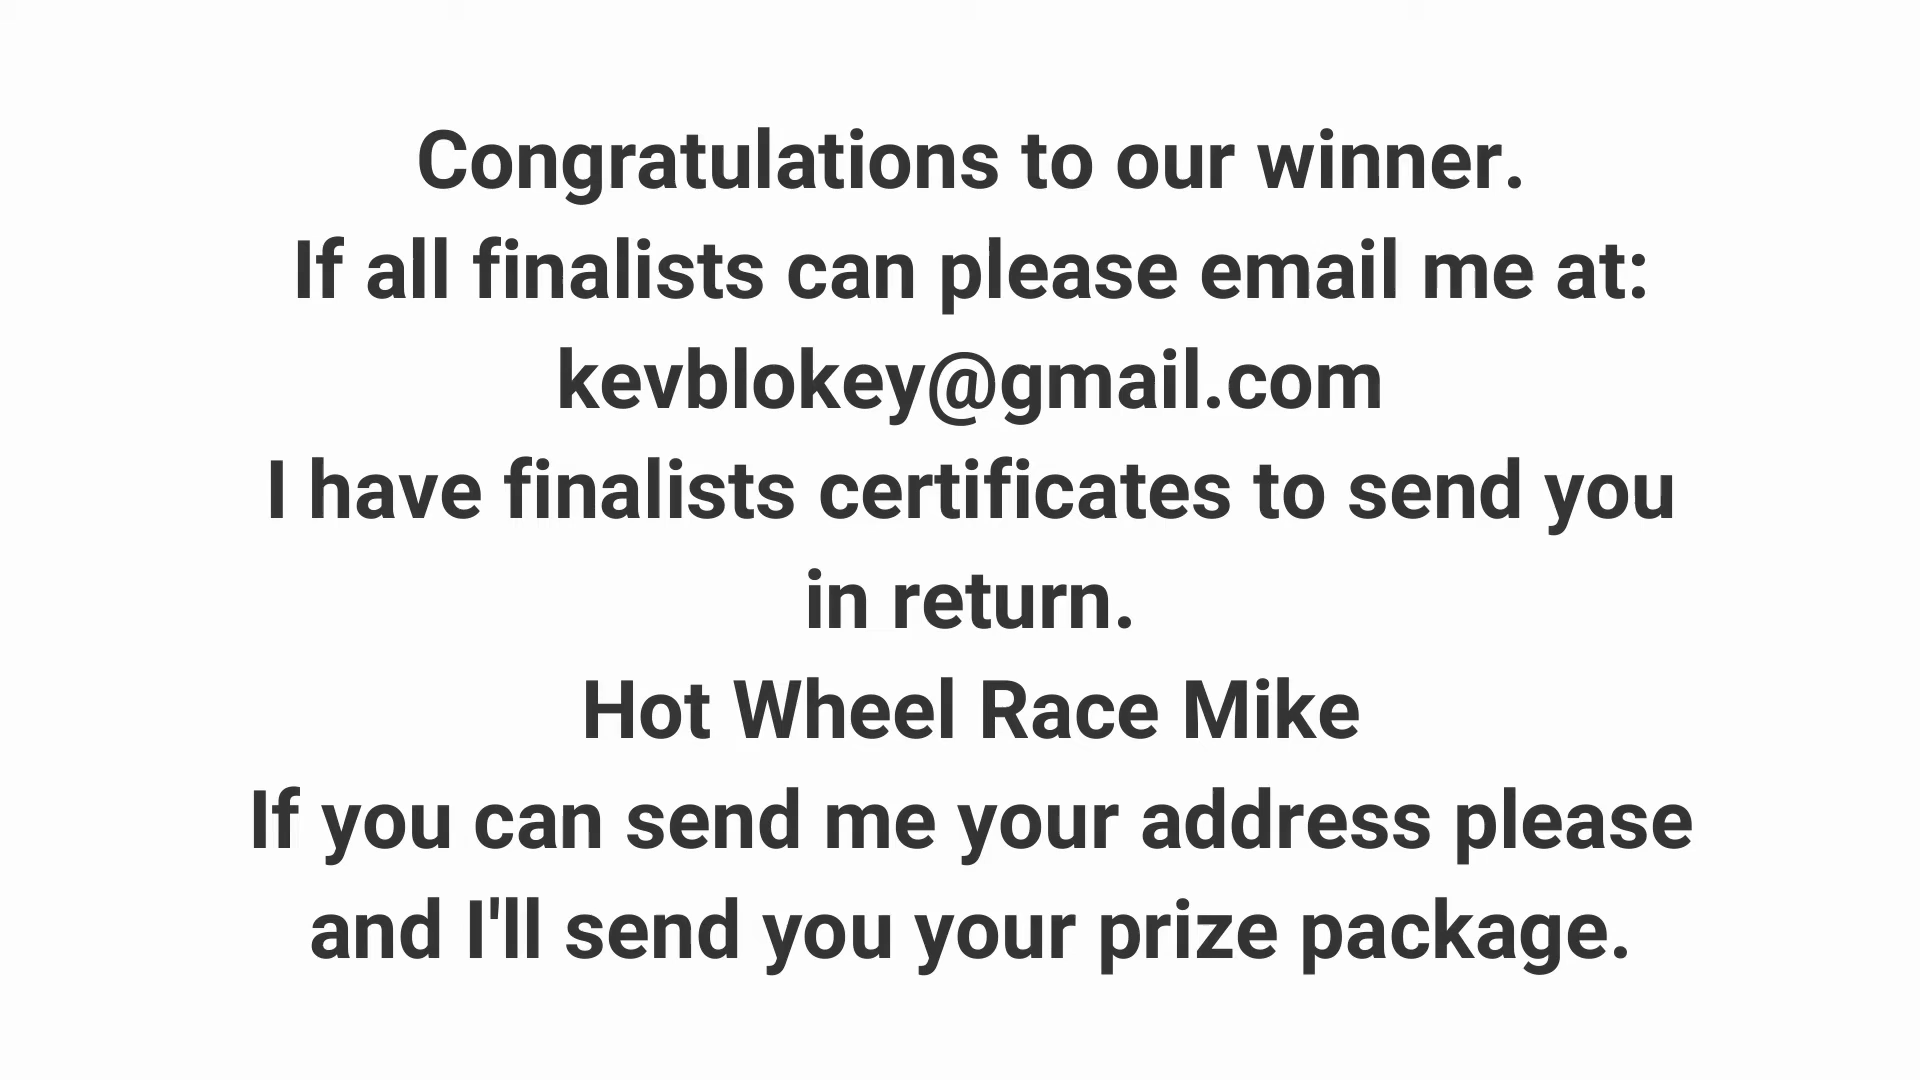 Congratulations to our winner.
If all finalists can please email me at:
kevblokey@gmail.com
I have finalists certificates to send you
in return.
Hot Wheel Race Mike
If you can send me your address please
and I'll send you your prize package.